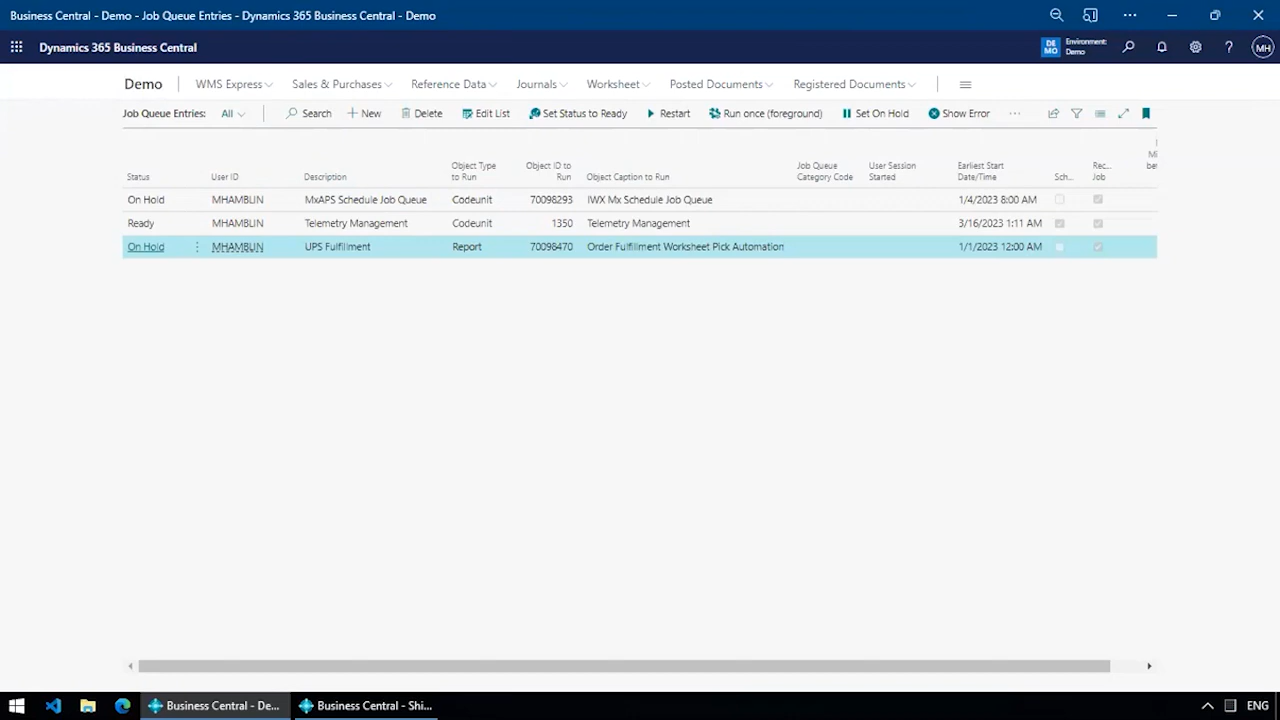 Business Central - Demo - Job Queue Entries - Dynamics 365 Business Central - Demo
Dynamics 365 Business Central
DE MO
Environment: Demo
MH
Demo
WMS Express
Sales & Purchases
Reference Data
Journals
Worksheet
Posted Documents
Registered Documents
Job Queue Entries: All
Search
New
Delete
Edit List
Set Status to Ready
Restart
Run once (foreground)
Set On Hold
Show Error
Status
User ID
Description
Object Type to Run
Object ID to Run
Object Caption to Run
Job Queue Category Code
User Session Started
Earliest Start Date/Time
Sch...
Rec... Job
Mi
be
On Hold MHAMBLIN MxAPS Schedule Job Queue Codeunit 70098293 IWX Mx Schedule Job Queue 1/4/2023 8:00 AM
Ready MHAMBLIN Telemetry Management Codeunit 1350 Telemetry Management 3/16/2023 1:11 AM
On Hold MHAMBLIN UPS Fulfillment Report 70098470 Order Fulfillment Worksheet Pick Automation 1/1/2023 12:00 AM
Business Central - De...
Business Central - Shi...
ENG